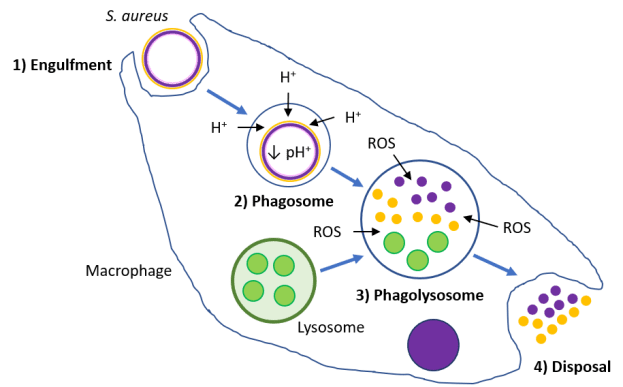 S. aureus
1) Engulfment
H⁺
H⁺
H⁺
↓ pH⁺
2) Phagosome
ROS
ROS
ROS
Macrophage
3) Phagolysosome
Lysosome
4) Disposal